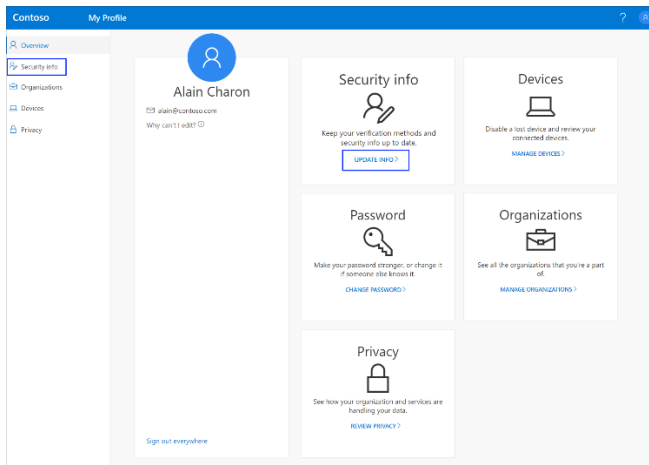 Contoso
My Profile
?
Overview
Security info
Organizations
Devices
Privacy
Alain Charon
alain@contoso.com
Why can't I edit?
Sign out everywhere
Security info
Keep your verification methods and
security info up to date.
UPDATE INFO >
Devices
Disable a lost device and review your
connected devices.
MANAGE DEVICES >
Password
Make your password stronger, or change it
if someone else knows it.
CHANGE PASSWORD >
Organizations
See all the organizations that you're a part
of.
MANAGE ORGANIZATIONS >
Privacy
See how your organization and services are
handling your data.
REVIEW PRIVACY >